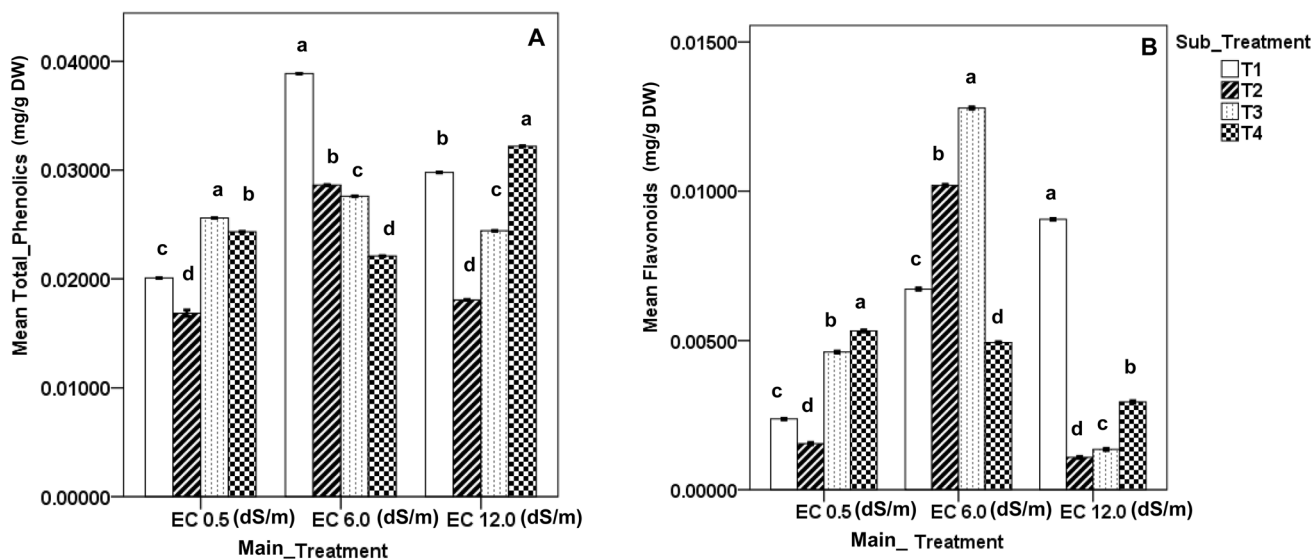 A
Mean Total_Phenolics (mg/g DW)
0.04000
0.03000
0.02000
0.01000
0.00000
c
d
a
b
a
b
c
d
b
d
c
a
EC 0.5 (dS/m) EC 6.0 (dS/m) EC 12.0 (dS/m)
Main_Treatment
B
Mean Flavonoids (mg/g DW)
0.01500
0.01000
0.00500
0.00000
c
d
b
a
c
b
a
d
a
d
c
b
EC 0.5 (dS/m) EC 6.0 (dS/m) EC 12.0 (dS/m)
Main_ Treatment
Sub_Treatment
T1
T2
T3
T4